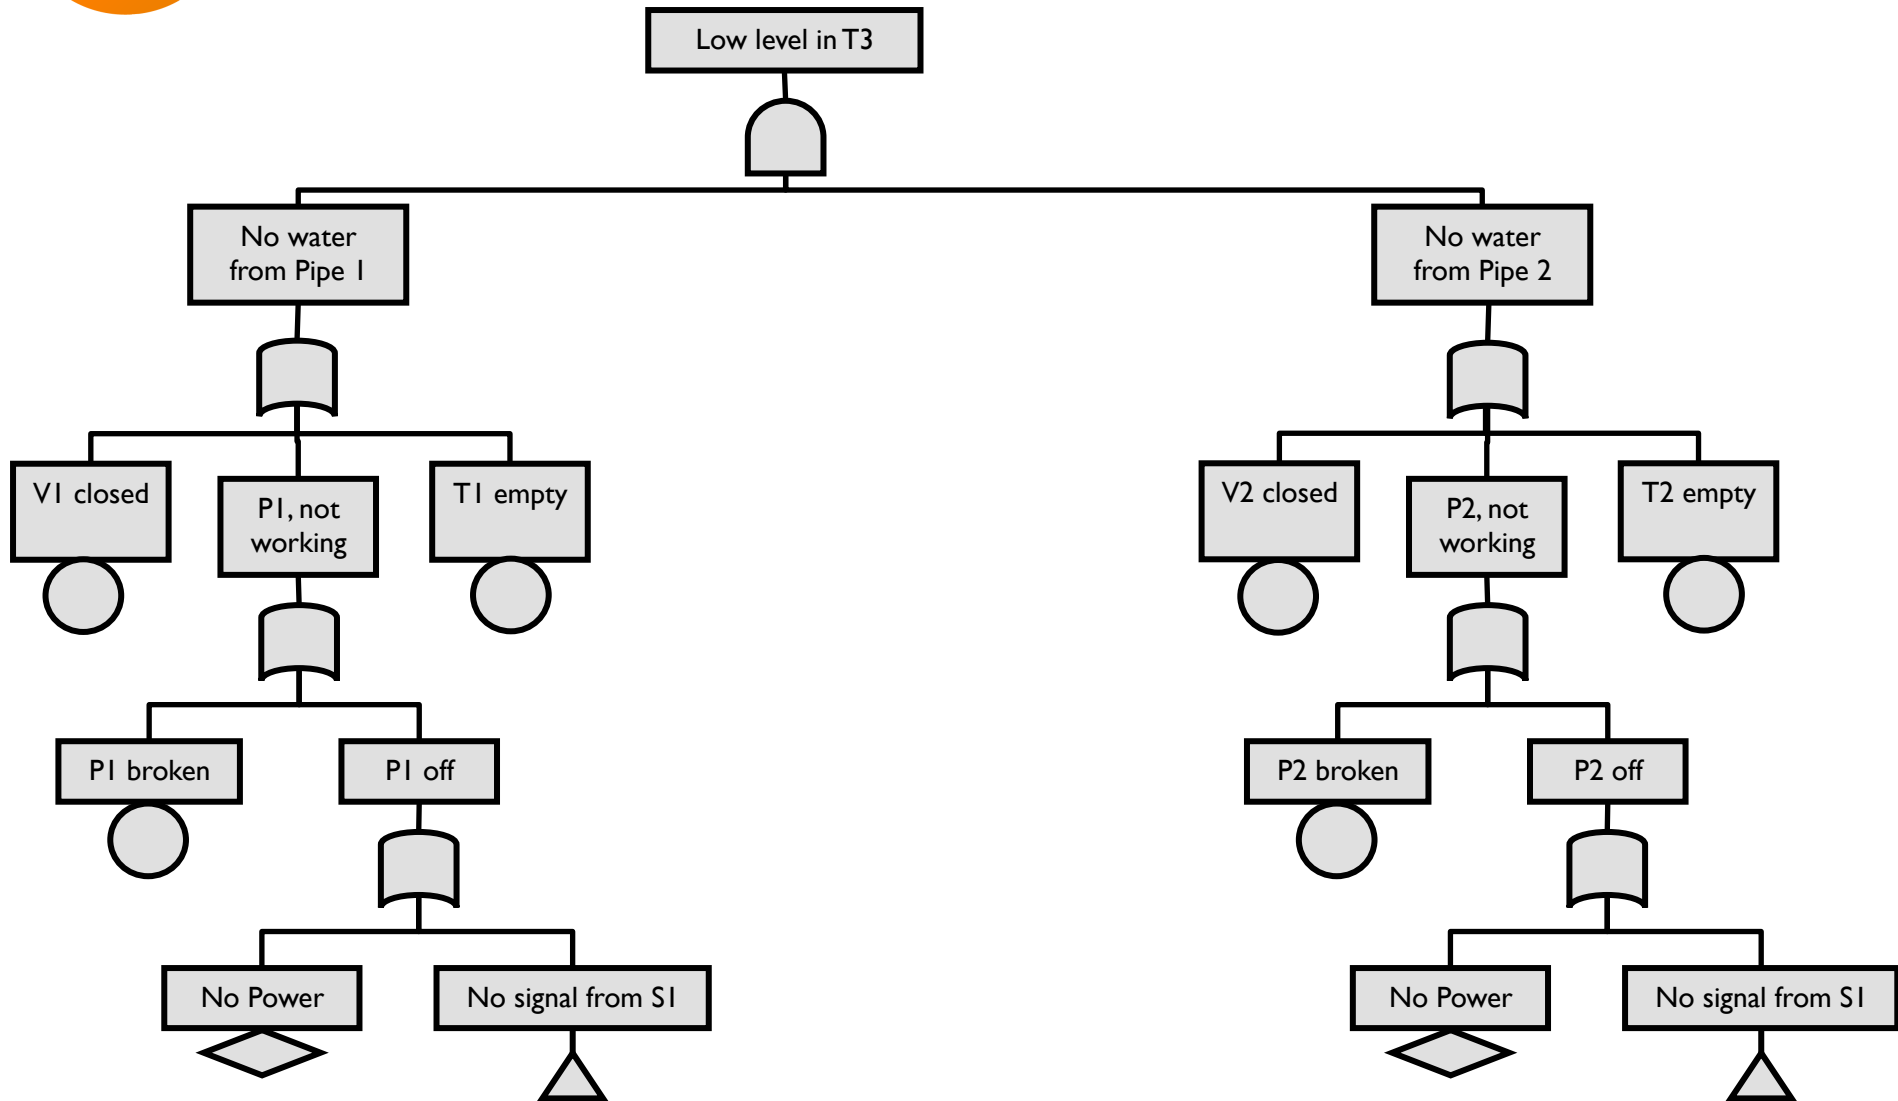 Low level in T3
No water
from Pipe 1
No water
from Pipe 2
V1 closed
P1, not
working
T1 empty
V2 closed
P2, not
working
T2 empty
P1 broken
P1 off
P2 broken
P2 off
No Power
No signal from S1
No Power
No signal from S1